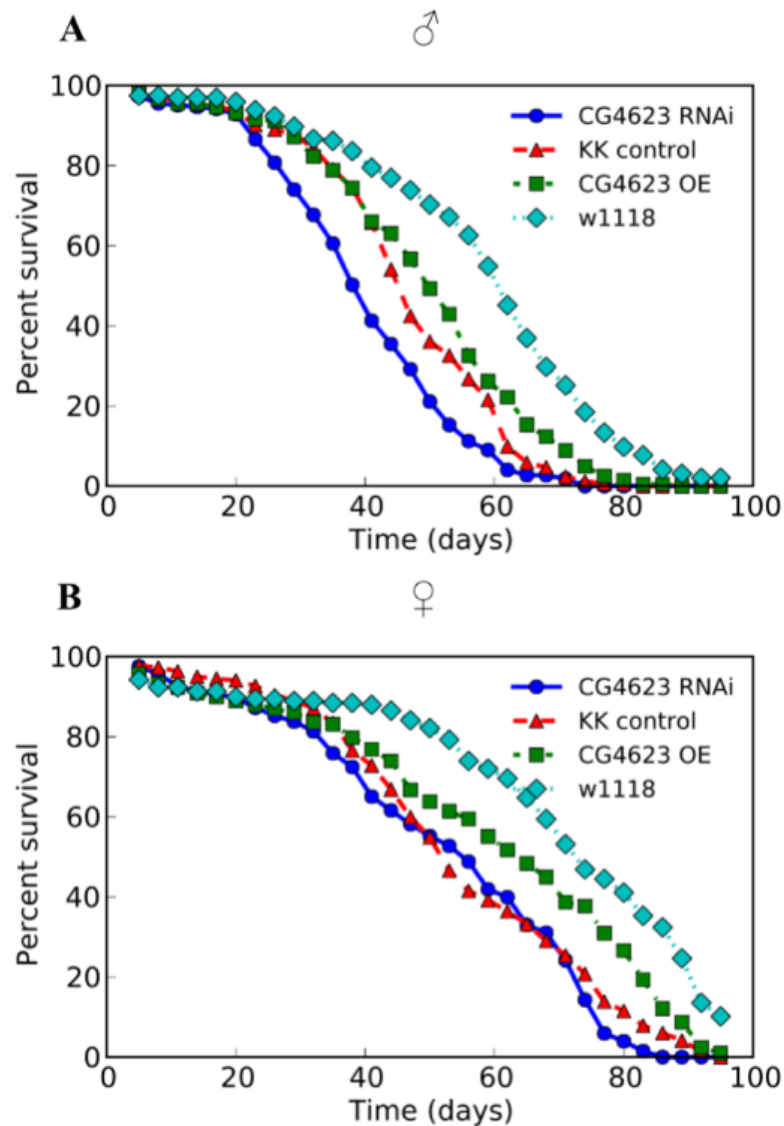 A ♂
100
80
60
40
20
0
Percent survival
CG4623 RNAi
KK control
CG4623 OE
w1118
0 20 40 60 80 100
Time (days)
B ♀
100
80
60
40
20
0
Percent survival
CG4623 RNAi
KK control
CG4623 OE
w1118
0 20 40 60 80 100
Time (days)